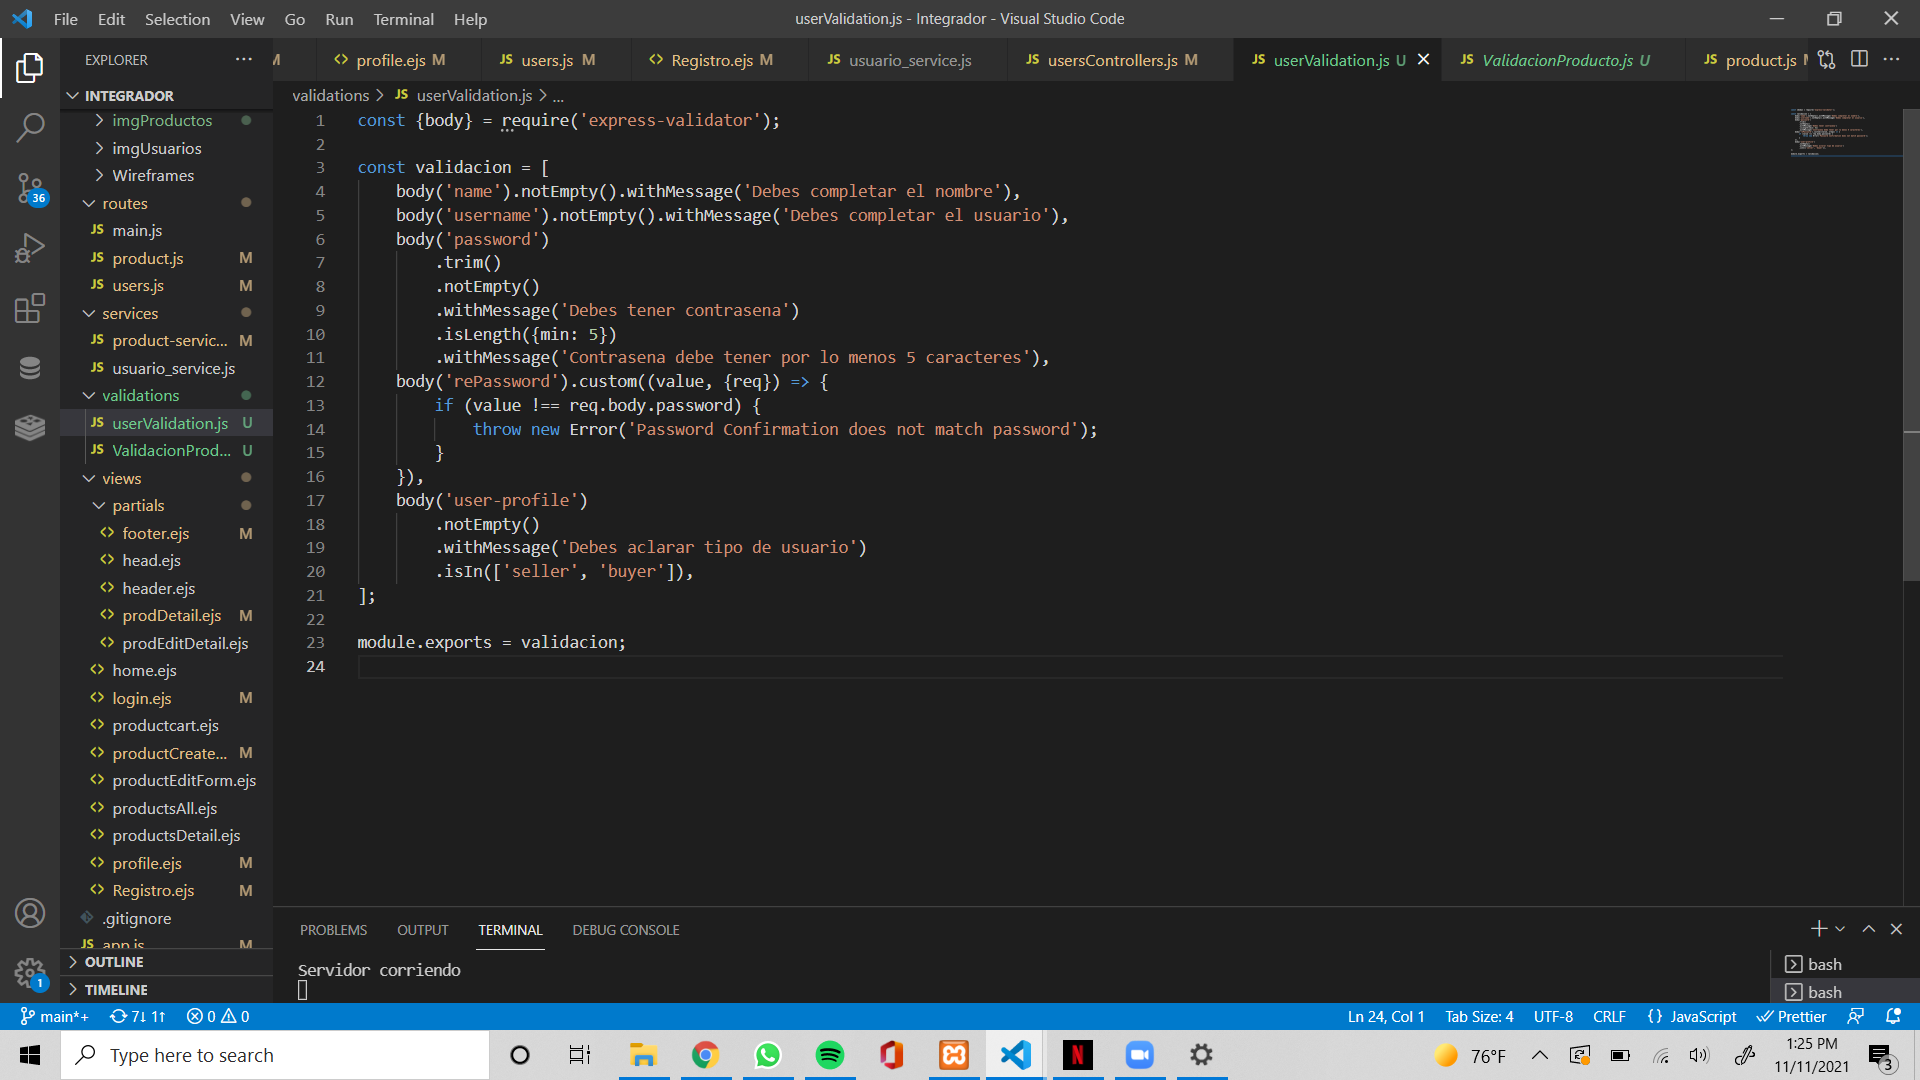 File Edit Selection View Go Run Terminal Help
userValidation.js - Integrador - Visual Studio Code
EXPLORER
M
profile.ejs M
JS users.js M
Registro.ejs M
JS usuario_service.js
JS usersControllers.js M
JS userValidation.js U
JS ValidacionProducto.js U
JS product.js
INTEGRADOR
imgProductos
imgUsuarios
Wireframes
routes
JS main.js
JS product.js M
JS users.js M
services
JS product-servic... M
JS usuario_service.js
validations
JS userValidation.js U
JS ValidacionProd... U
views
partials
footer.ejs M
head.ejs
header.ejs
prodDetail.ejs M
prodEditDetail.ejs
home.ejs
login.ejs M
productcart.ejs
productCreate... M
productEditForm.ejs
productsAll.ejs
productsDetail.ejs
profile.ejs M
Registro.ejs M
.gitignore
JS app.js M
OUTLINE
TIMELINE
36
1
validations > JS userValidation.js > ...
1 const {body} = require('express-validator');
2
3 const validacion = [
4 body('name').notEmpty().withMessage('Debes completar el nombre'),
5 body('username').notEmpty().withMessage('Debes completar el usuario'),
6 body('password')
7 .trim()
8 .notEmpty()
9 .withMessage('Debes tener contrasena')
10 .isLength({min: 5})
11 .withMessage('Contrasena debe tener por lo menos 5 caracteres'),
12 body('rePassword').custom((value, {req}) => {
13 if (value !== req.body.password) {
14 throw new Error('Password Confirmation does not match password');
15 }
16 }),
17 body('user-profile')
18 .notEmpty()
19 .withMessage('Debes aclarar tipo de usuario')
20 .isIn(['seller', 'buyer']),
21 ];
22
23 module.exports = validacion;
24
PROBLEMS OUTPUT TERMINAL DEBUG CONSOLE
Servidor corriendo
bash
bash
main*+ 7↓ 1↑ 0 0
Ln 24, Col 1 Tab Size: 4 UTF-8 CRLF {} JavaScript Prettier
Type here to search
76°F
1:25 PM
11/11/2021
3